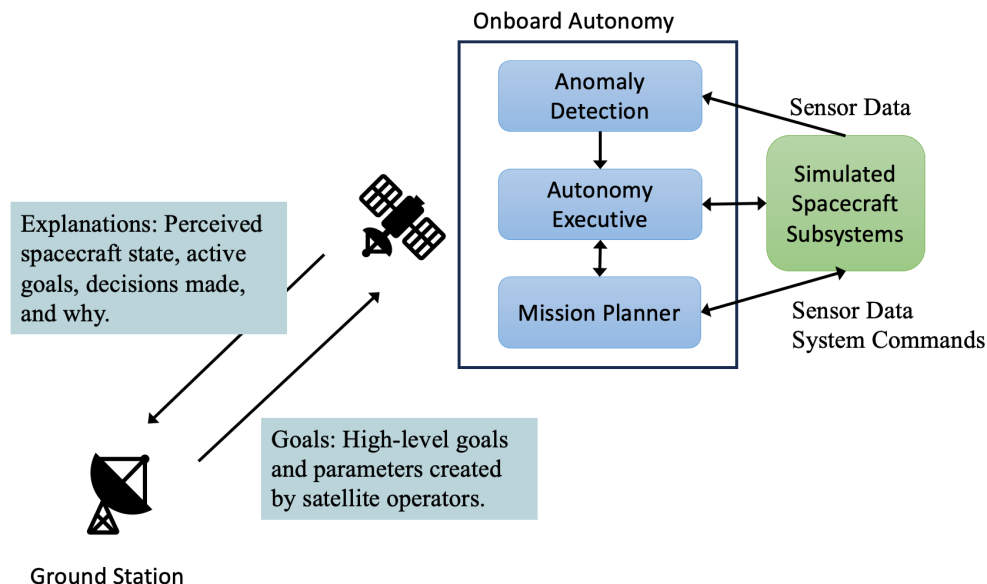 Onboard Autonomy
Anomaly
Detection
Sensor Data
Autonomy
Executive
Simulated
Spacecraft
Subsystems
Mission Planner
Sensor Data
System Commands
Explanations: Perceived
spacecraft state, active
goals, decisions made,
and why.
Goals: High-level goals
and parameters created
by satellite operators.
Ground Station